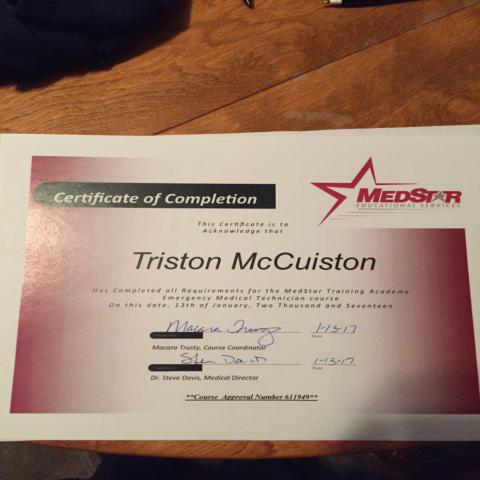 Certificate of Completion
MEDSTAR
EDUCATIONAL SERVICES
This Certificate is to
Acknowledge that
Triston McCuiston
Has Completed all Requirements for the MedStar Training Academy
Emergency Medical Technician course
On this date, 13th of January, Two Thousand and Seventeen
Macara Trusty 1-13-17
Date
Macara Trusty, Course Coordinator
Steve Davis 1-13-17
Date
Dr. Steve Davis, Medical Director
**Course Approval Number 611949**